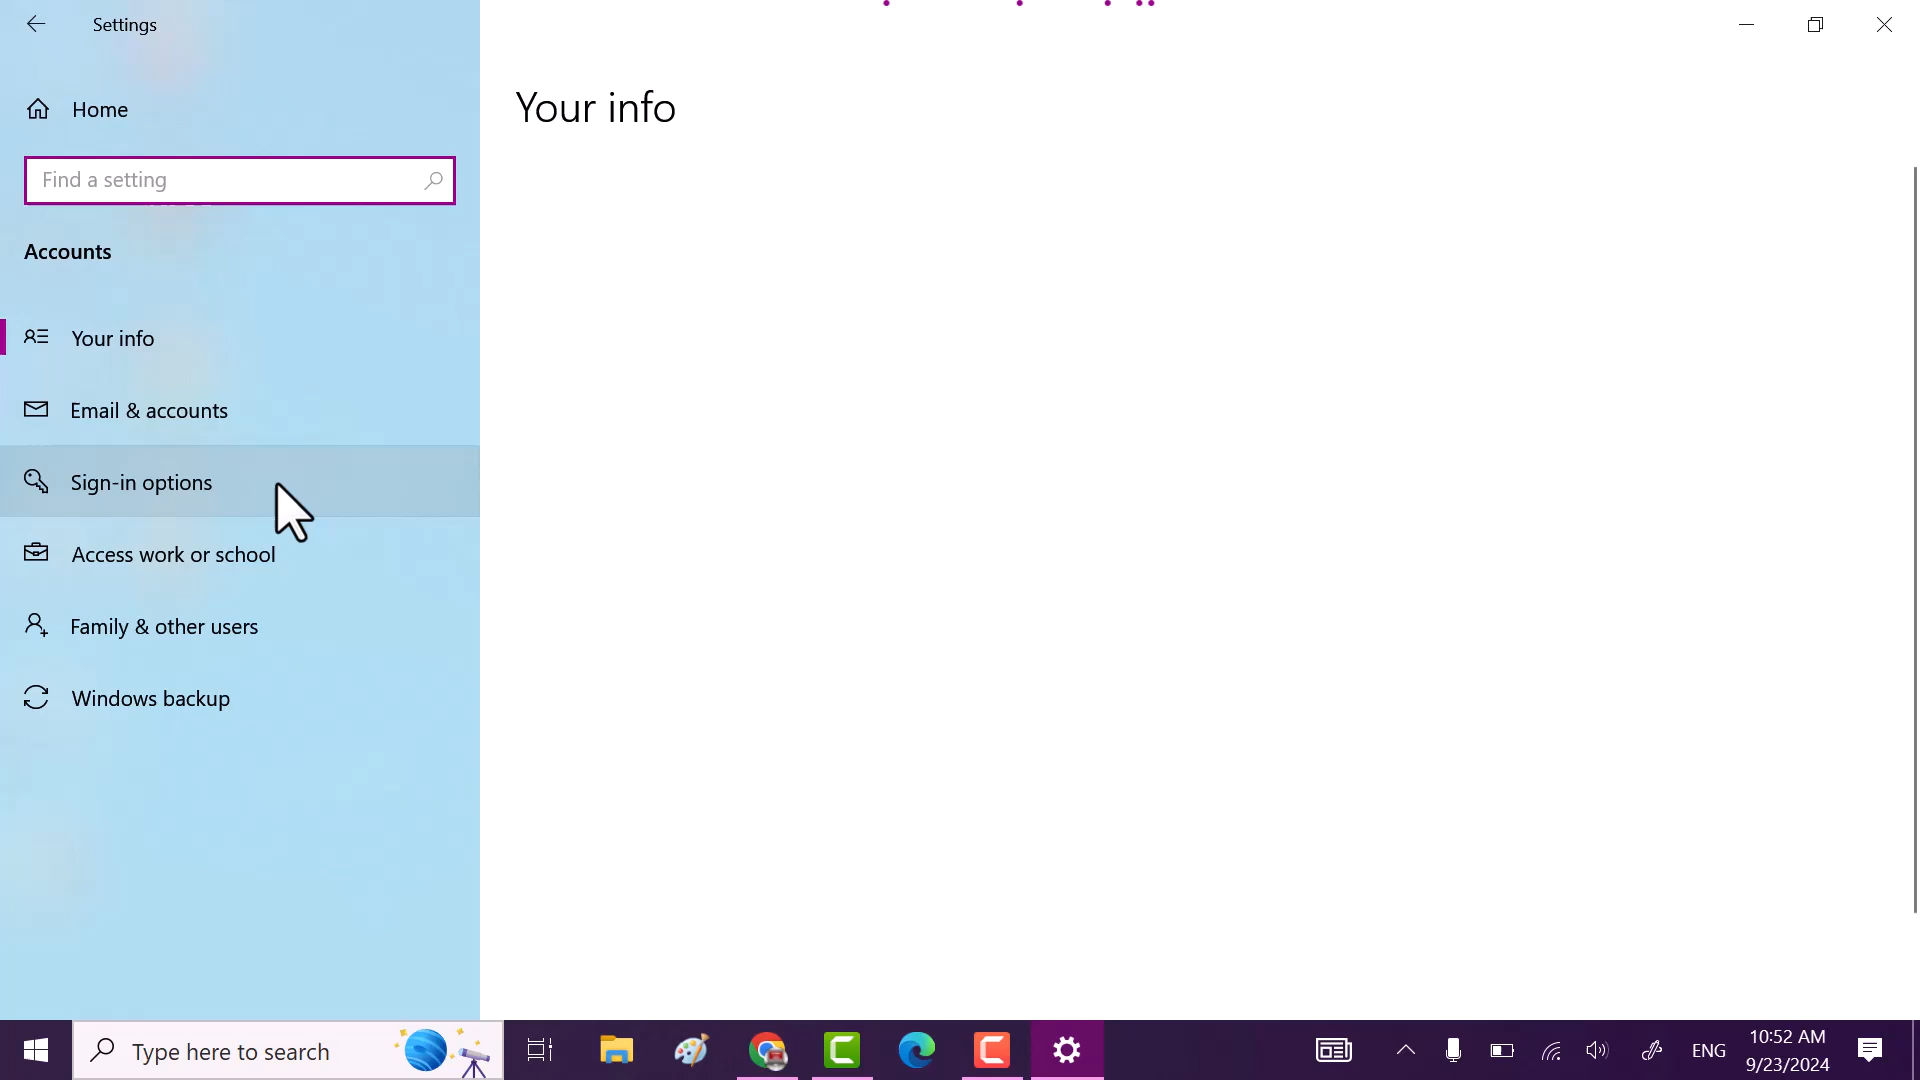 Settings
Home
Find a setting
Accounts
Your info
Email & accounts
Sign-in options
Access work or school
Family & other users
Windows backup
Your info
Type here to search
ENG
10:52 AM
9/23/2024